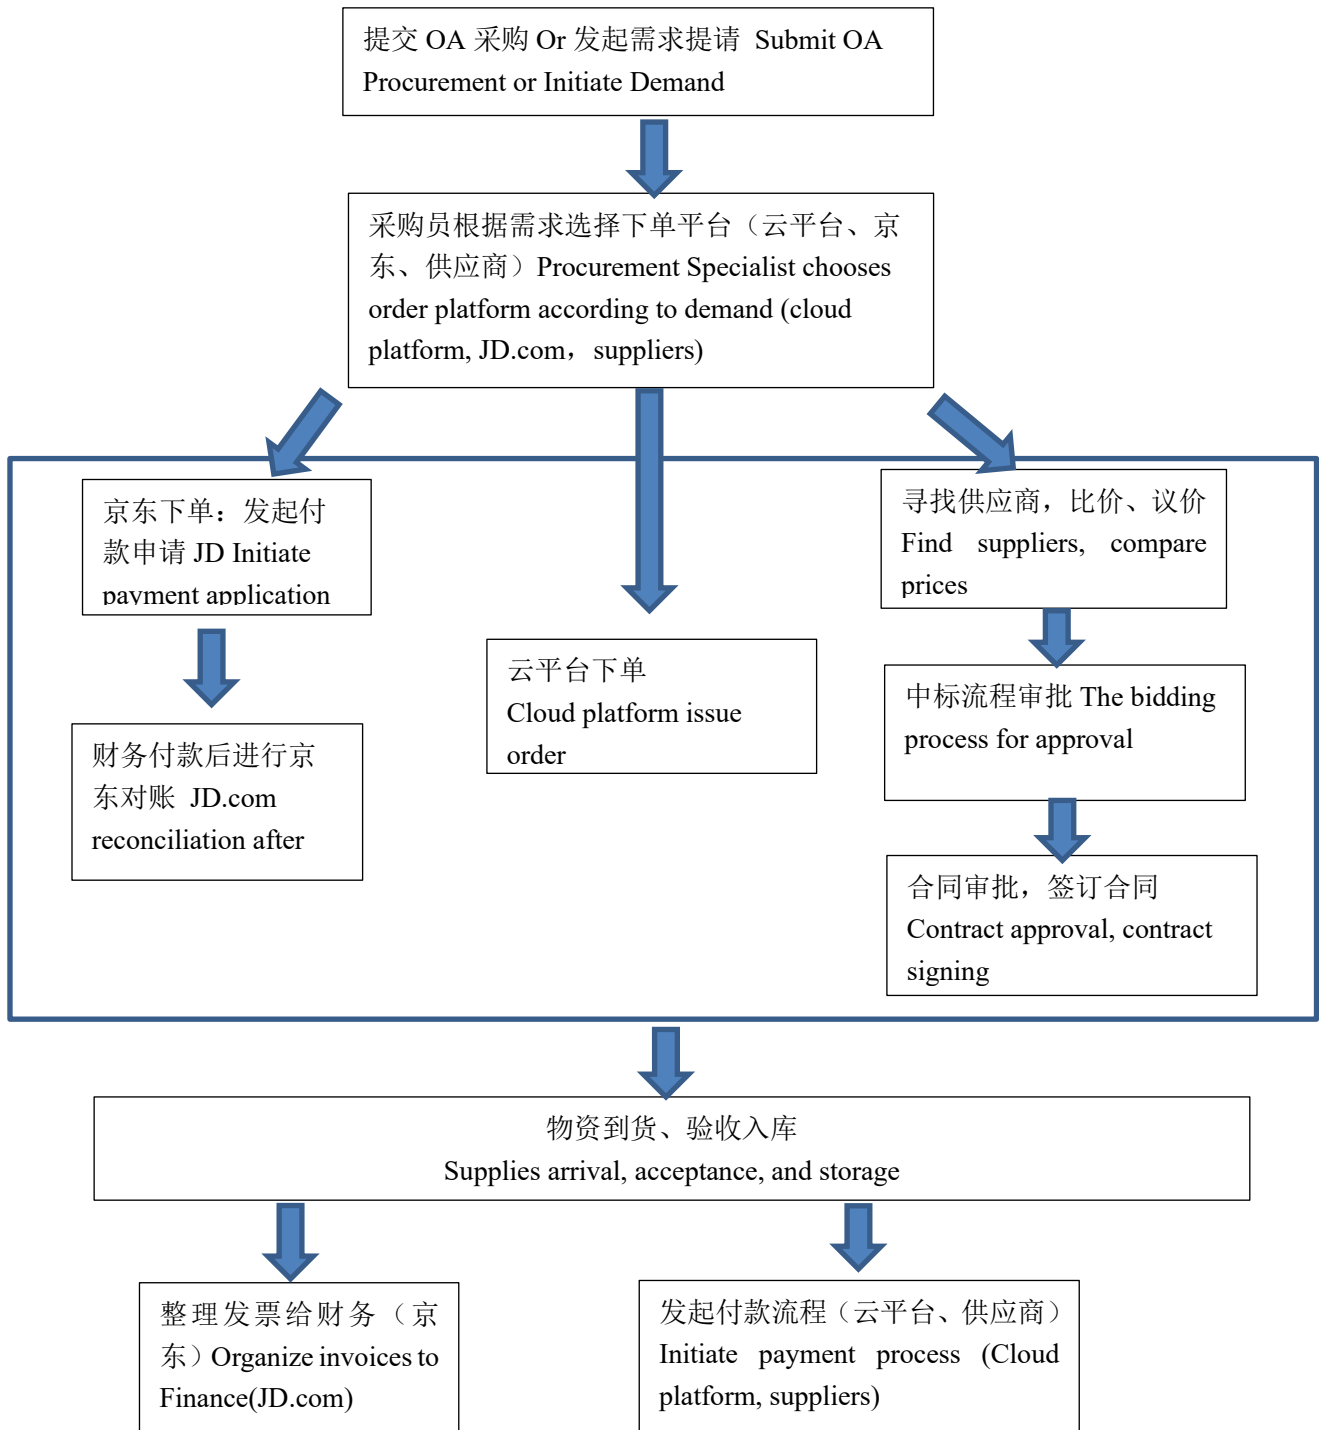 提交 OA 采购 Or 发起需求提请 Submit OA
Procurement or Initiate Demand
采购员根据需求选择下单平台（云平台、京
东、供应商）Procurement Specialist chooses
order platform according to demand (cloud
platform, JD.com，suppliers)
京东下单：发起付
款申请 JD Initiate
payment application
财务付款后进行京
东对账 JD.com
reconciliation after
云平台下单
Cloud platform issue
order
寻找供应商，比价、议价
Find suppliers, compare
prices
中标流程审批 The bidding
process for approval
合同审批，签订合同
Contract approval, contract
signing
物资到货、验收入库
Supplies arrival, acceptance, and storage
整理发票给财务（京
东）Organize invoices to
Finance(JD.com)
发起付款流程（云平台、供应商）
Initiate payment process (Cloud
platform, suppliers)